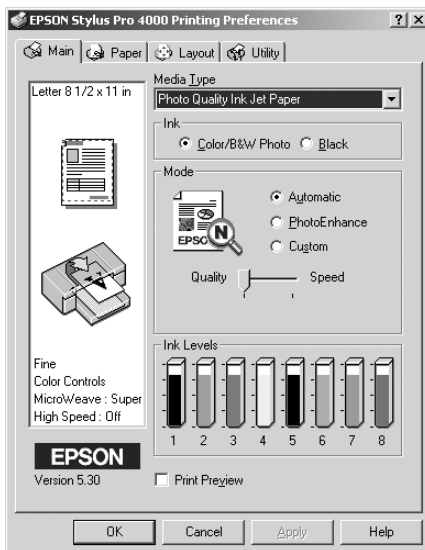 EPSON Stylus Pro 4000 Printing Preferences
Main Paper Layout Utility
Letter 8 1/2 x 11 in
Media Type
Photo Quality Ink Jet Paper
Ink
Color/B&W Photo Black
Mode
EPSO N
Automatic
PhotoEnhance
Custom
Quality Speed
Fine
Color Controls
MicroWeave : Super
High Speed : Off
Ink Levels
1 2 3 4 5 6 7 8
EPSON
Version 5.30
Print Preview
OK Cancel Apply Help